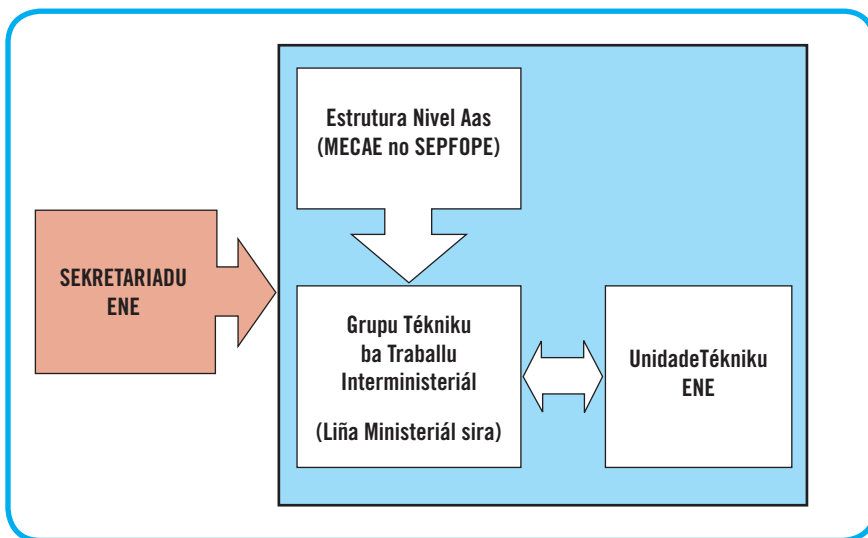 Estrutura Nivel Aas
(MECAE no SEPFOPE)
SEKRETARIADU
ENE
Grupu Tékniku
ba Traballu
Interministeriál
(Liña Ministeriál sira)
UnidadeTékniku
ENE